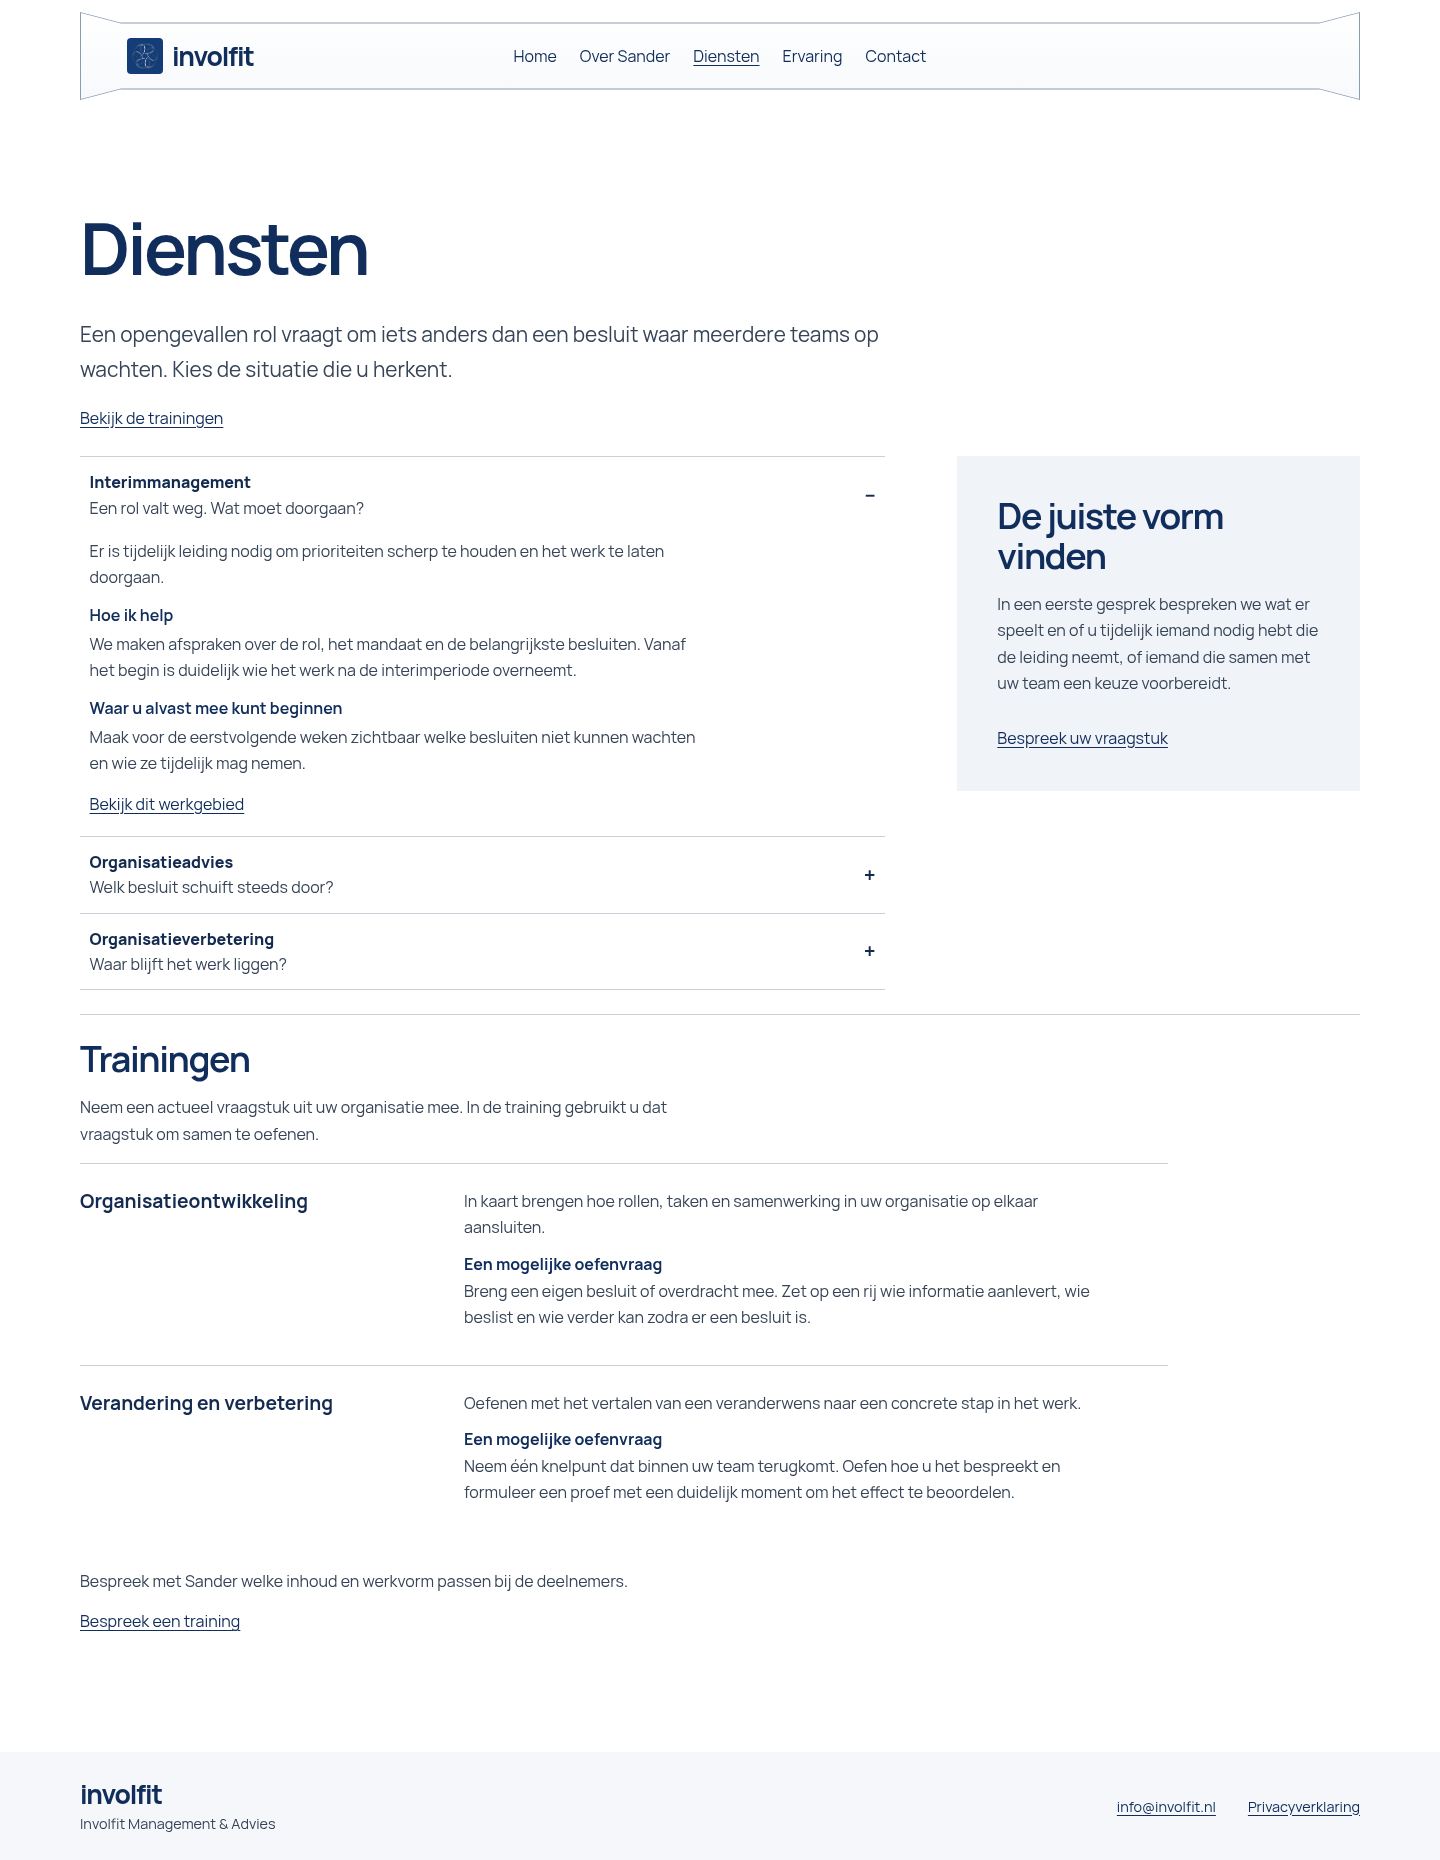 involfit
Home Over Sander Diensten Ervaring Contact
Diensten
Een opengevallen rol vraagt om iets anders dan een besluit waar meerdere teams op
wachten. Kies de situatie die u herkent.
Bekijk de trainingen
Interimmanagement
Een rol valt weg. Wat moet doorgaan?
–
Er is tijdelijk leiding nodig om prioriteiten scherp te houden en het werk te laten
doorgaan.
Hoe ik help
We maken afspraken over de rol, het mandaat en de belangrijkste besluiten. Vanaf
het begin is duidelijk wie het werk na de interimperiode overneemt.
Waar u alvast mee kunt beginnen
Maak voor de eerstvolgende weken zichtbaar welke besluiten niet kunnen wachten
en wie ze tijdelijk mag nemen.
Bekijk dit werkgebied
Organisatieadvies
Welk besluit schuift steeds door?
+
Organisatieverbetering
Waar blijft het werk liggen?
+
De juiste vorm
vinden
In een eerste gesprek bespreken we wat er
speelt en of u tijdelijk iemand nodig hebt die
de leiding neemt, of iemand die samen met
uw team een keuze voorbereidt.
Bespreek uw vraagstuk
Trainingen
Neem een actueel vraagstuk uit uw organisatie mee. In de training gebruikt u dat
vraagstuk om samen te oefenen.
Organisatieontwikkeling
In kaart brengen hoe rollen, taken en samenwerking in uw organisatie op elkaar
aansluiten.
Een mogelijke oefenvraag
Breng een eigen besluit of overdracht mee. Zet op een rij wie informatie aanlevert, wie
beslist en wie verder kan zodra er een besluit is.
Verandering en verbetering
Oefenen met het vertalen van een veranderwens naar een concrete stap in het werk.
Een mogelijke oefenvraag
Neem één knelpunt dat binnen uw team terugkomt. Oefen hoe u het bespreekt en
formuleer een proef met een duidelijk moment om het effect te beoordelen.
Bespreek met Sander welke inhoud en werkvorm passen bij de deelnemers.
Bespreek een training
involfit
Involfit Management & Advies
info@involfit.nl Privacyverklaring